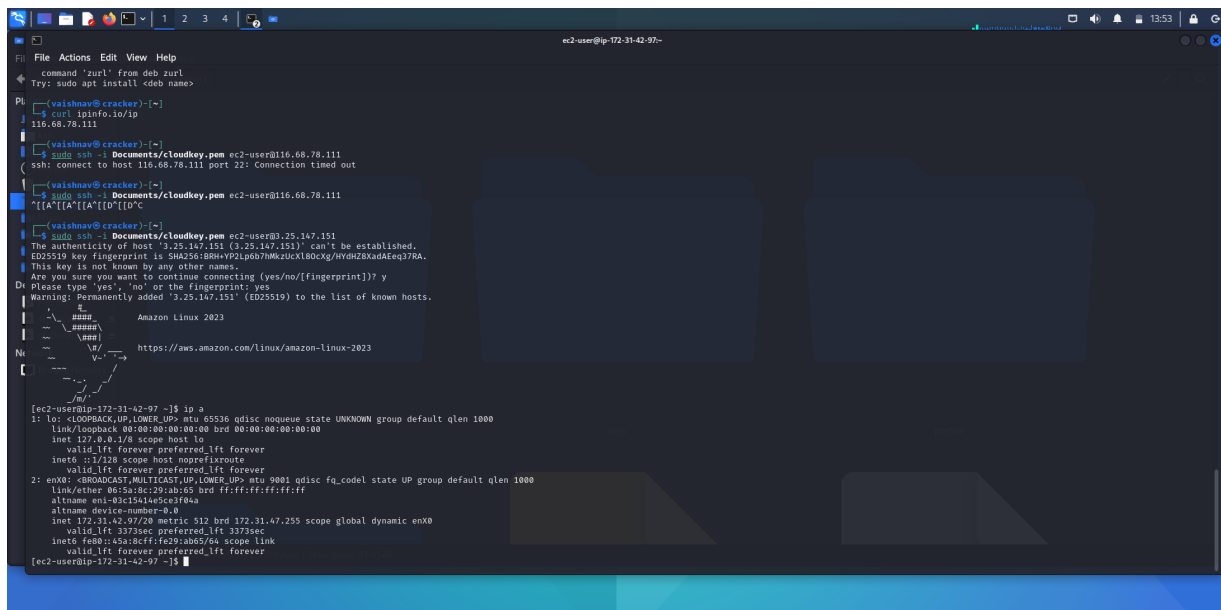 1 2 3 4
13:53
ec2-user@ip-172-31-42-97:~
File Actions Edit View Help
command 'zurl' from deb zurl
Try: sudo apt install <deb name>
┌──(vaishnav㉿cracker)-[~]
└─$ curl ipinfo.io/ip
116.68.78.111
┌──(vaishnav㉿cracker)-[~]
└─$ sudo ssh -i Documents/cloudkey.pem ec2-user@116.68.78.111
ssh: connect to host 116.68.78.111 port 22: Connection timed out
┌──(vaishnav㉿cracker)-[~]
└─$ sudo ssh -i Documents/cloudkey.pem ec2-user@116.68.78.111
^[[A^[[A^[[A^[[D^[[D^C
┌──(vaishnav㉿cracker)-[~]
└─$ sudo ssh -i Documents/cloudkey.pem ec2-user@3.25.147.151
The authenticity of host '3.25.147.151 (3.25.147.151)' can't be established.
ED25519 key fingerprint is SHA256:BRH+YP2Lp6b7hMkzUcXl8OcXg/HYdHZ8XadAEeq37RA.
This key is not known by any other names.
Are you sure you want to continue connecting (yes/no/[fingerprint])? y
Please type 'yes', 'no' or the fingerprint: yes
Warning: Permanently added '3.25.147.151' (ED25519) to the list of known hosts.
   ,     #_
   ~\_  ####_        Amazon Linux 2023
  ~~  \_#####\
  ~~     \###|
  ~~       \#/ ___   https://aws.amazon.com/linux/amazon-linux-2023
   ~~       V~' '->
    ~~~         /
      ~~._.   _/
         _/ _/
       _/m/'
[ec2-user@ip-172-31-42-97 ~]$ ip a
1: lo: <LOOPBACK,UP,LOWER_UP> mtu 65536 qdisc noqueue state UNKNOWN group default qlen 1000
link/loopback 00:00:00:00:00:00 brd 00:00:00:00:00:00
inet 127.0.0.1/8 scope host lo
valid_lft forever preferred_lft forever
inet6 ::1/128 scope host noprefixroute
valid_lft forever preferred_lft forever
2: enX0: <BROADCAST,MULTICAST,UP,LOWER_UP> mtu 9001 qdisc fq_codel state UP group default qlen 1000
link/ether 06:5a:8c:29:ab:65 brd ff:ff:ff:ff:ff:ff
altname eni-03c15414e5ce3f04a
altname device-number-0.0
inet 172.31.42.97/20 metric 512 brd 172.31.47.255 scope global dynamic enX0
valid_lft 3373sec preferred_lft 3373sec
inet6 fe80::45a:8cff:fe29:ab65/64 scope link
valid_lft forever preferred_lft forever
[ec2-user@ip-172-31-42-97 ~]$